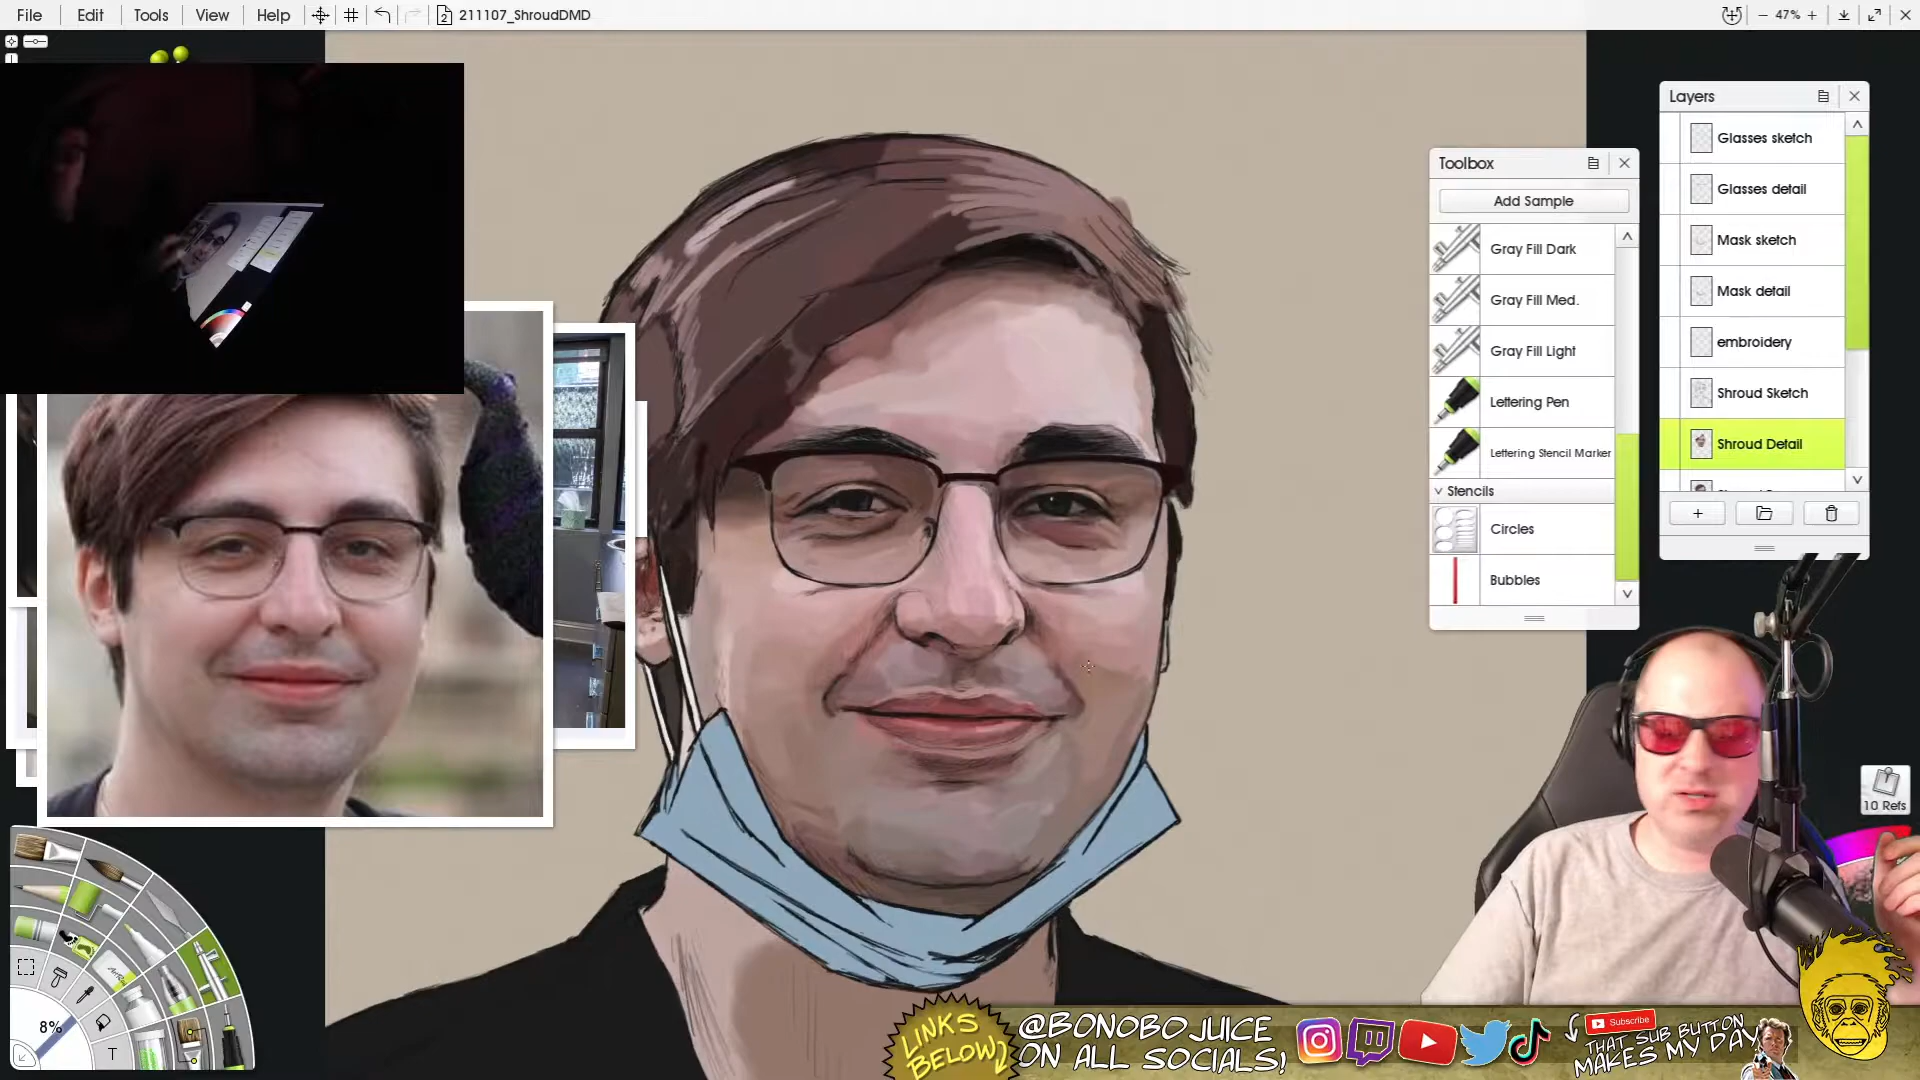 File Edit Tools View Help 211107_ShroudDMD 47%
Layers
Glasses sketch
Glasses detail
Mask sketch
Mask detail
embroidery
Shroud Sketch
Shroud Detail
Toolbox
Add Sample
Gray Fill Dark
Gray Fill Med.
Gray Fill Light
Lettering Pen
Lettering Stencil Marker
Stencils
Circles
Bubbles
10 Refs
8%
T
LINKS
BELOW
@BONOBOJUICE
ON ALL SOCIALS!
Subscribe
THAT SUB BUTTON
MAKES MY DAY